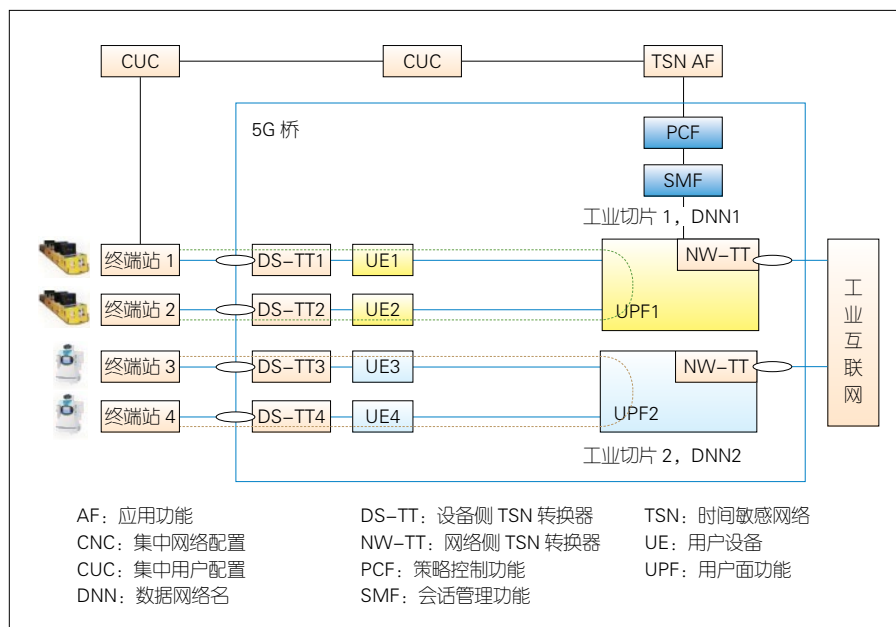 CUC CUC TSN AF
5G 桥
PCF
SMF
工业切片 1，DNN1
终端站 1 DS-TT1 UE1 NW-TT
终端站 2 DS-TT2 UE2 UPF1
终端站 3 DS-TT3 UE3 NW-TT
终端站 4 DS-TT4 UE4 UPF2
工业互联网
工业切片 2，DNN2
AF：应用功能 DS-TT：设备侧 TSN 转换器 TSN：时间敏感网络
CNC：集中网络配置 NW-TT：网络侧 TSN 转换器 UE：用户设备
CUC：集中用户配置 PCF：策略控制功能 UPF：用户面功能
DNN：数据网络名 SMF：会话管理功能